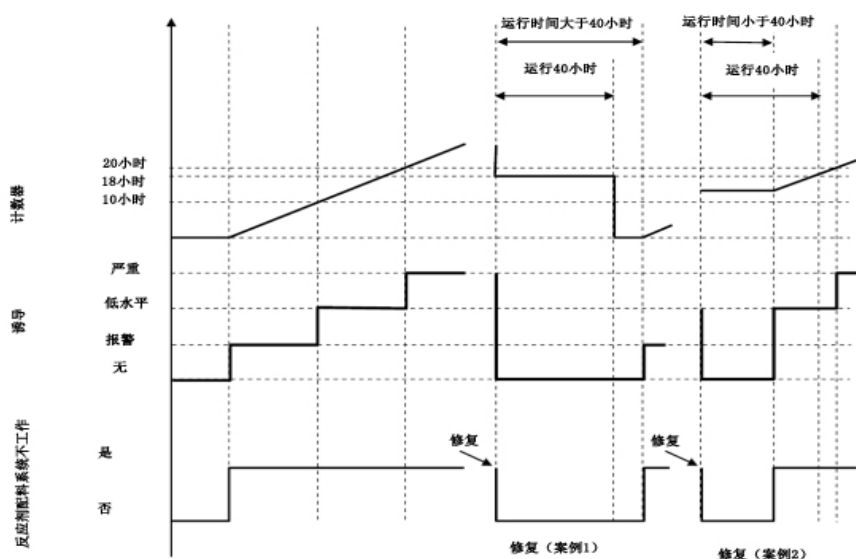 运行时间大于40小时
运行时间小于40小时
运行40小时
运行40小时
20小时
18小时
10小时
计数器
严重
低水平
报警
无
诱导
修复
修复
是
否
反应剂配料系统不工作
修复（案例1）
修复（案例2）